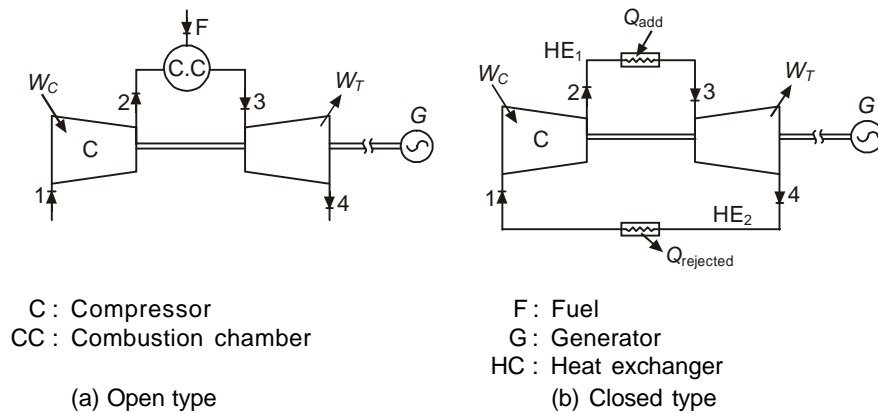 F
C.C
W_C
2
3
W_T
G
C
1
4
Q_add
HE_1
W_C
2
3
W_T
G
C
1
4
HE_2
Q_rejected
C : Compressor
CC : Combustion chamber
F : Fuel
G : Generator
HC : Heat exchanger
(a) Open type
(b) Closed type